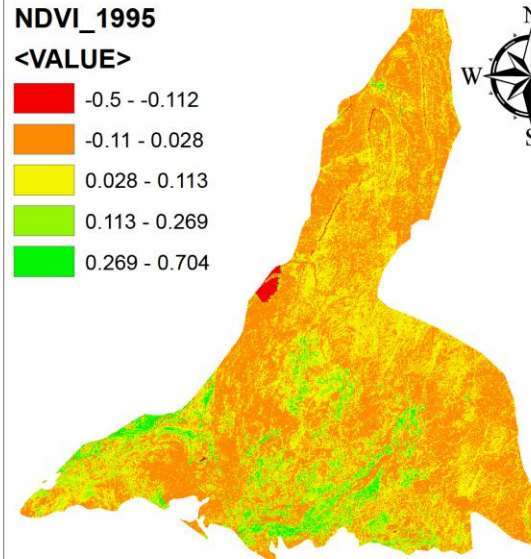 NDVI_1995
<VALUE>
-0.5 - -0.112
-0.11 - 0.028
0.028 - 0.113
0.113 - 0.269
0.269 - 0.704
N
W
S